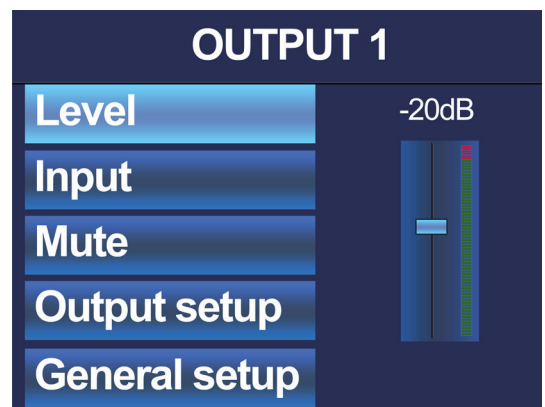 OUTPUT 1
Level
-20dB
Input
Mute
Output setup
General setup